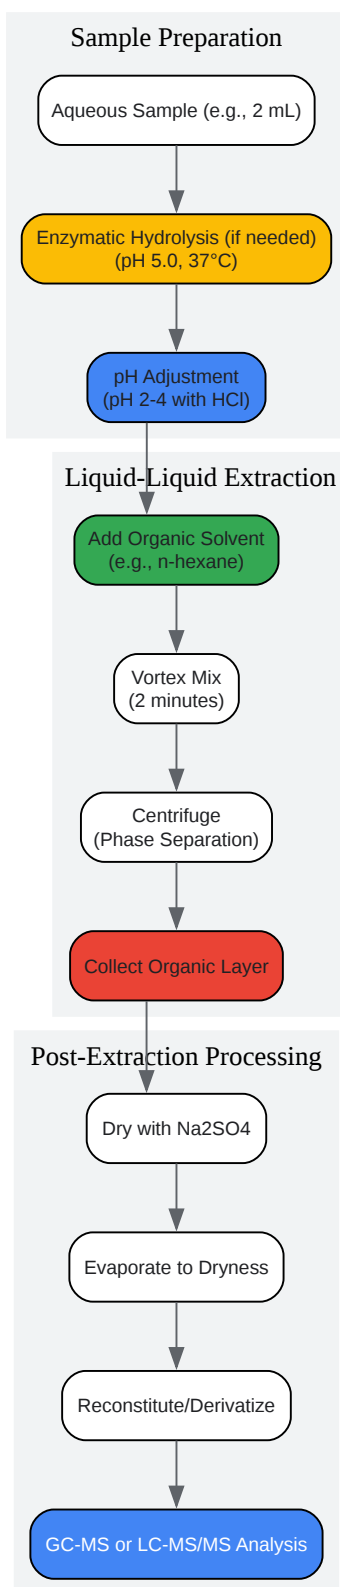 Sample Preparation
Aqueous Sample (e.g., 2 mL)
Enzymatic Hydrolysis (if needed)
(pH 5.0, 37°C)
pH Adjustment
(pH 2-4 with HCl)
Liquid-Liquid Extraction
Add Organic Solvent
(e.g., n-hexane)
Vortex Mix
(2 minutes)
Centrifuge
(Phase Separation)
Collect Organic Layer
Post-Extraction Processing
Dry with Na2SO4
Evaporate to Dryness
Reconstitute/Derivatize
GC-MS or LC-MS/MS Analysis